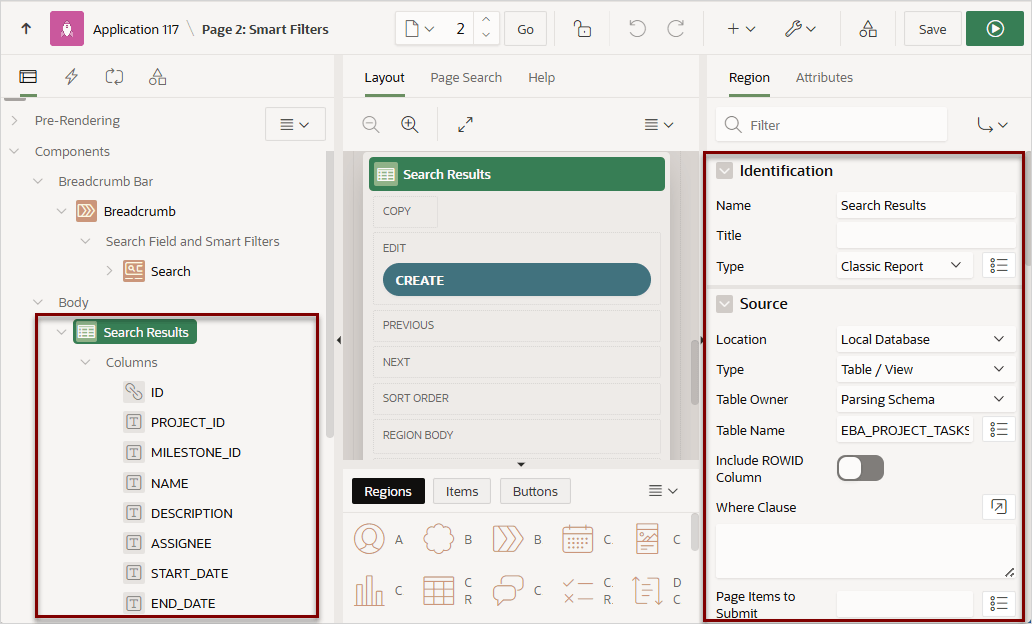 Application 117 \ Page 2: Smart Filters
2
Go
Save
Layout
Page Search
Help
Region
Attributes
Pre-Rendering
Components
Breadcrumb Bar
Breadcrumb
Search Field and Smart Filters
Search
Body
Search Results
Columns
ID
PROJECT_ID
MILESTONE_ID
NAME
DESCRIPTION
ASSIGNEE
START_DATE
END_DATE
Search Results
COPY
EDIT
CREATE
PREVIOUS
NEXT
SORT ORDER
REGION BODY
Regions
Items
Buttons
A
B
B
C.
C
C
C
R
C
C.
R.
D
C
Filter
Identification
Name
Search Results
Title
Type
Classic Report
Source
Location
Local Database
Type
Table / View
Table Owner
Parsing Schema
Table Name
EBA_PROJECT_TASKS
Include ROWID
Column
Where Clause
Page Items to
Submit